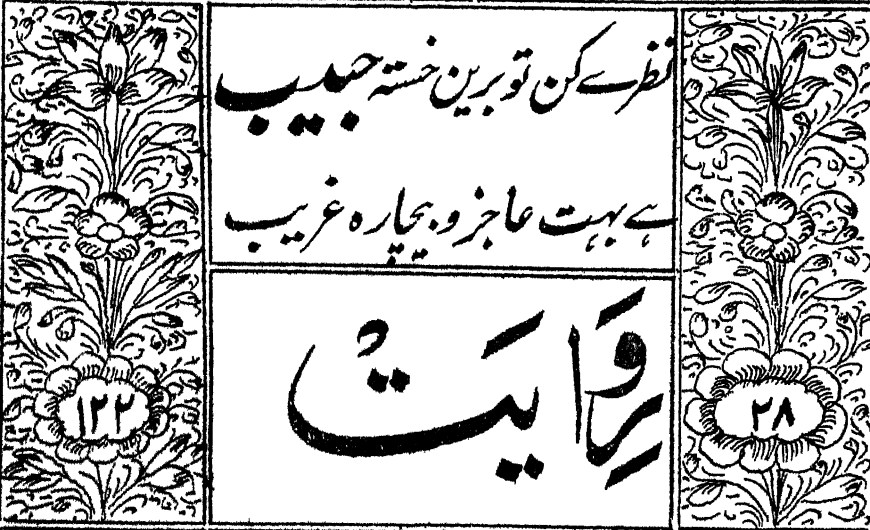 نظرے کن تو برین خستہ حبیب
ہے بہت عاجز و بیچارہ غریب
۲۸
رِوَایَتْ
۱۲۲